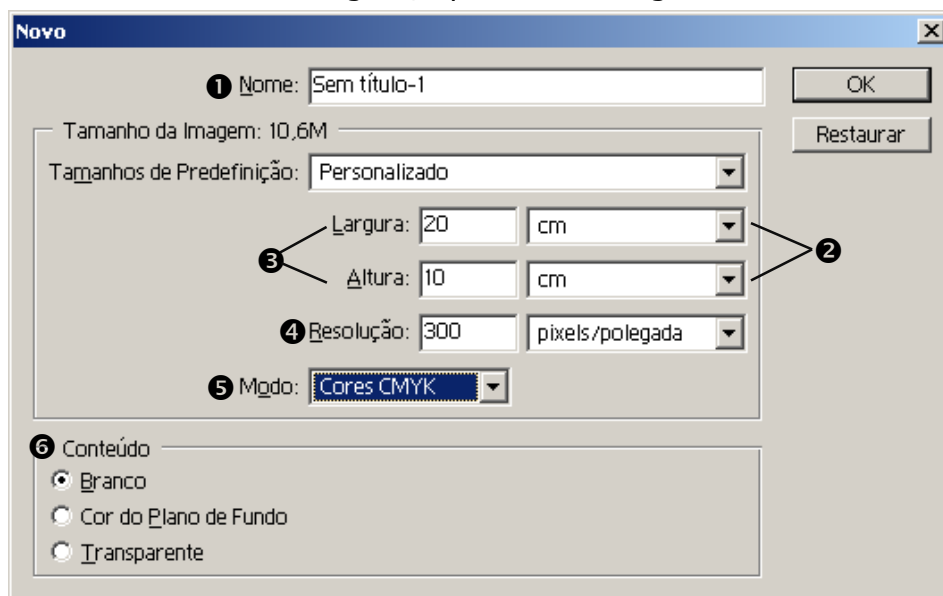 Novo
❶ Nome: Sem título-1 OK
Tamanho da Imagem: 10,6M Restaurar
Tamanhos de Predefinição: Personalizado
Largura: 20 cm
❸ ❷
Altura: 10 cm
❹ Resolução: 300 pixels/polegada
❺ Modo: Cores CMYK
❻ Conteúdo
Branco
Cor do Plano de Fundo
Transparente